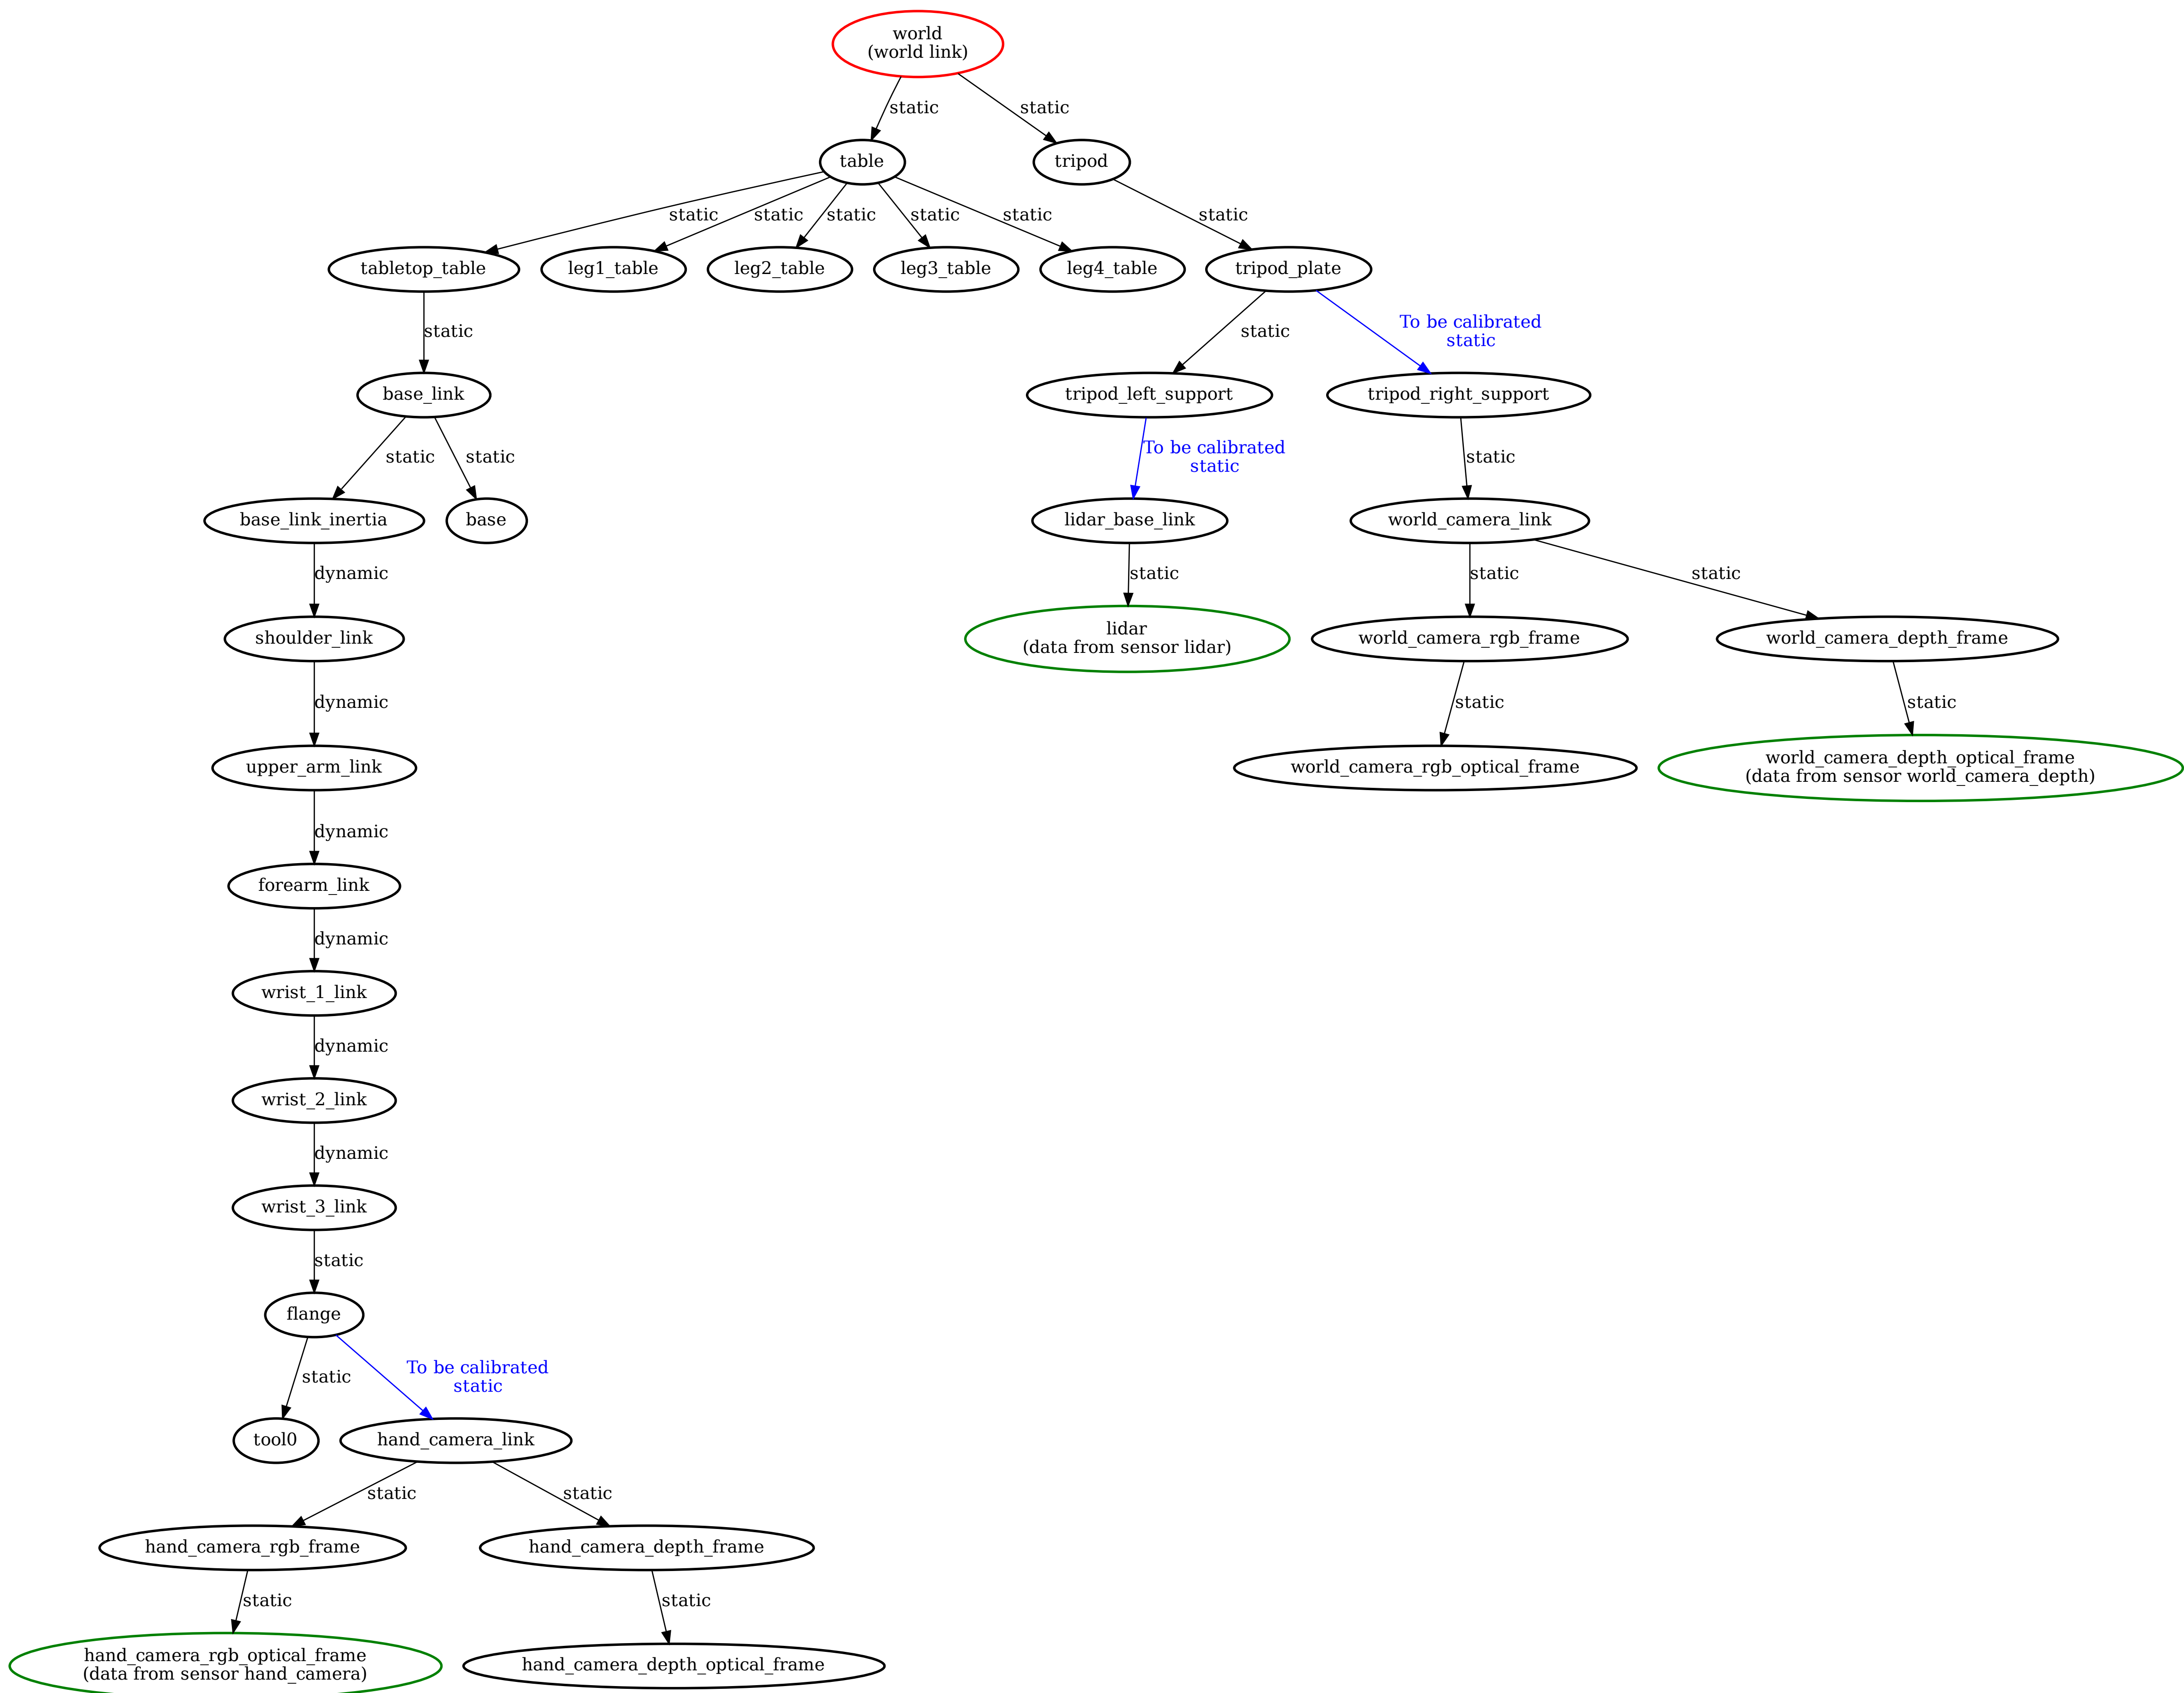 world
(world link)
static
static
table
tripod
static
static
static
static
static
static
tabletop_table
leg1_table
leg2_table
leg3_table
leg4_table
tripod_plate
static
static
To be calibrated
static
base_link
tripod_left_support
tripod_right_support
static
static
To be calibrated
static
static
base_link_inertia
base
lidar_base_link
world_camera_link
dynamic
static
static
static
shoulder_link
lidar
(data from sensor lidar)
world_camera_rgb_frame
world_camera_depth_frame
dynamic
static
static
upper_arm_link
world_camera_rgb_optical_frame
world_camera_depth_optical_frame
(data from sensor world_camera_depth)
dynamic
forearm_link
dynamic
wrist_1_link
dynamic
wrist_2_link
dynamic
wrist_3_link
static
flange
static
To be calibrated
static
tool0
hand_camera_link
static
static
hand_camera_rgb_frame
hand_camera_depth_frame
static
static
hand_camera_rgb_optical_frame
(data from sensor hand_camera)
hand_camera_depth_optical_frame